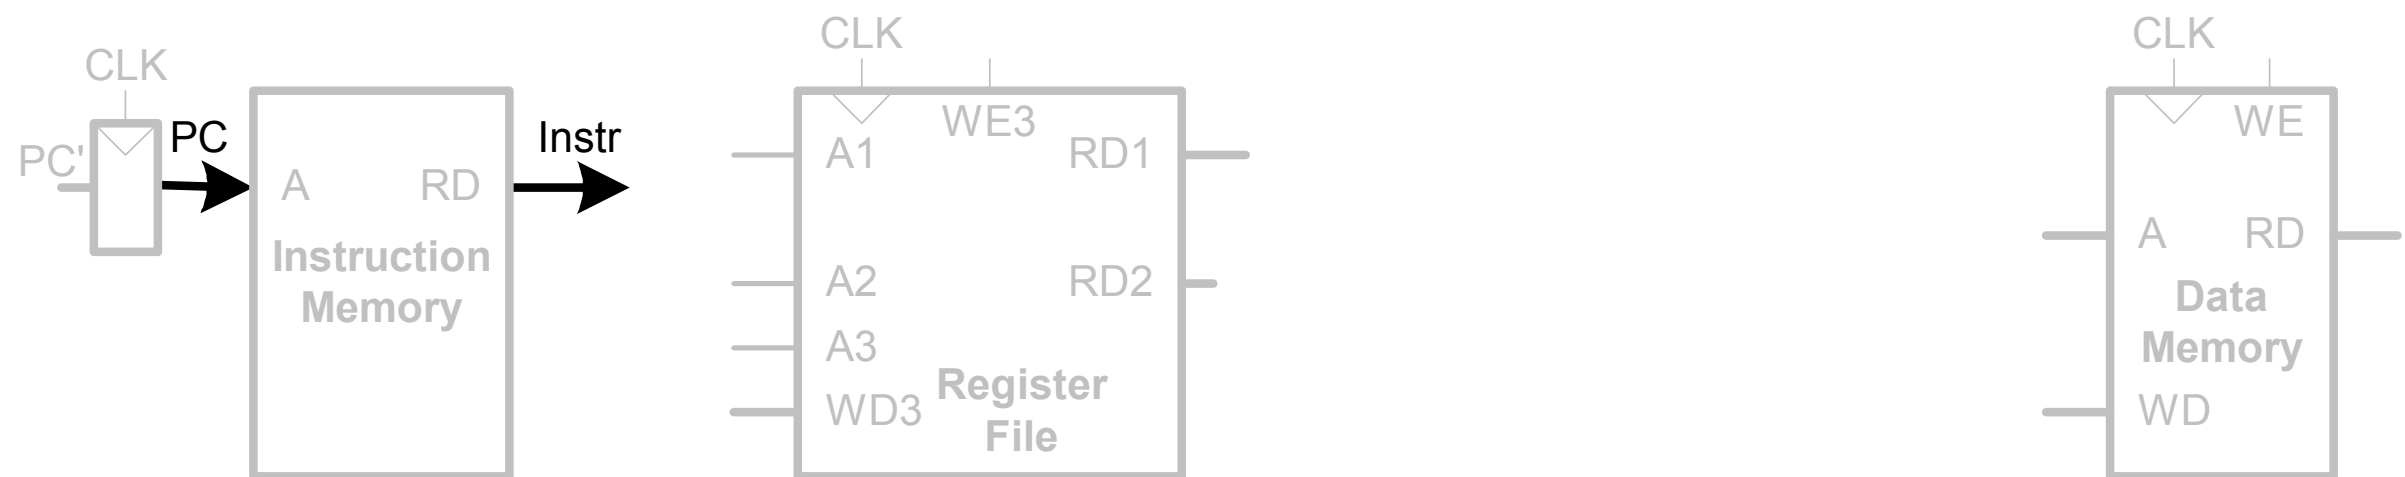 CLK
PC'
PC
A
RD
Instruction
Memory
Instr
CLK
WE3
A1
RD1
A2
RD2
A3
WD3
Register
File
CLK
WE
A
RD
Data
Memory
WD